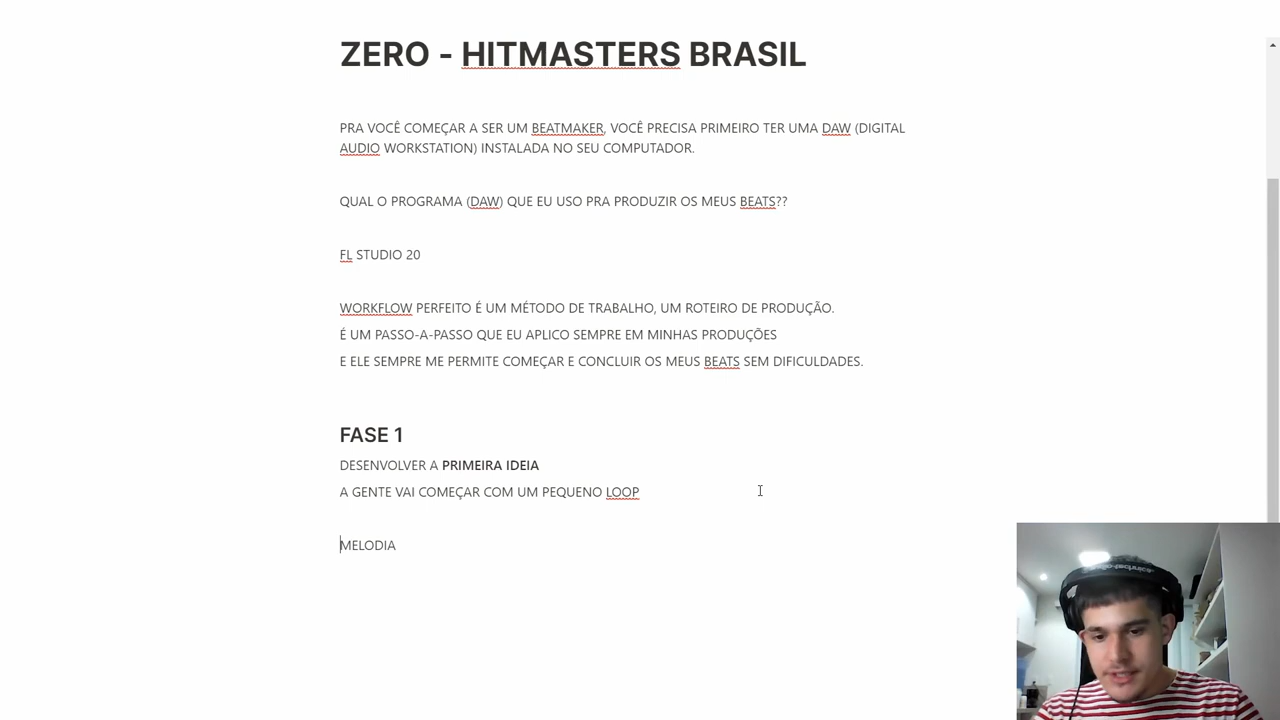 ZERO - HITMASTERS BRASIL
PRA VOCÊ COMEÇAR A SER UM BEATMAKER, VOCÊ PRECISA PRIMEIRO TER UMA DAW (DIGITAL
AUDIO WORKSTATION) INSTALADA NO SEU COMPUTADOR.
QUAL O PROGRAMA (DAW) QUE EU USO PRA PRODUZIR OS MEUS BEATS??
FL STUDIO 20
WORKFLOW PERFEITO É UM MÉTODO DE TRABALHO, UM ROTEIRO DE PRODUÇÃO.
É UM PASSO-A-PASSO QUE EU APLICO SEMPRE EM MINHAS PRODUÇÕES
E ELE SEMPRE ME PERMITE COMEÇAR E CONCLUIR OS MEUS BEATS SEM DIFICULDADES.
FASE 1
DESENVOLVER A PRIMEIRA IDEIA
A GENTE VAI COMEÇAR COM UM PEQUENO LOOP
MELODIA